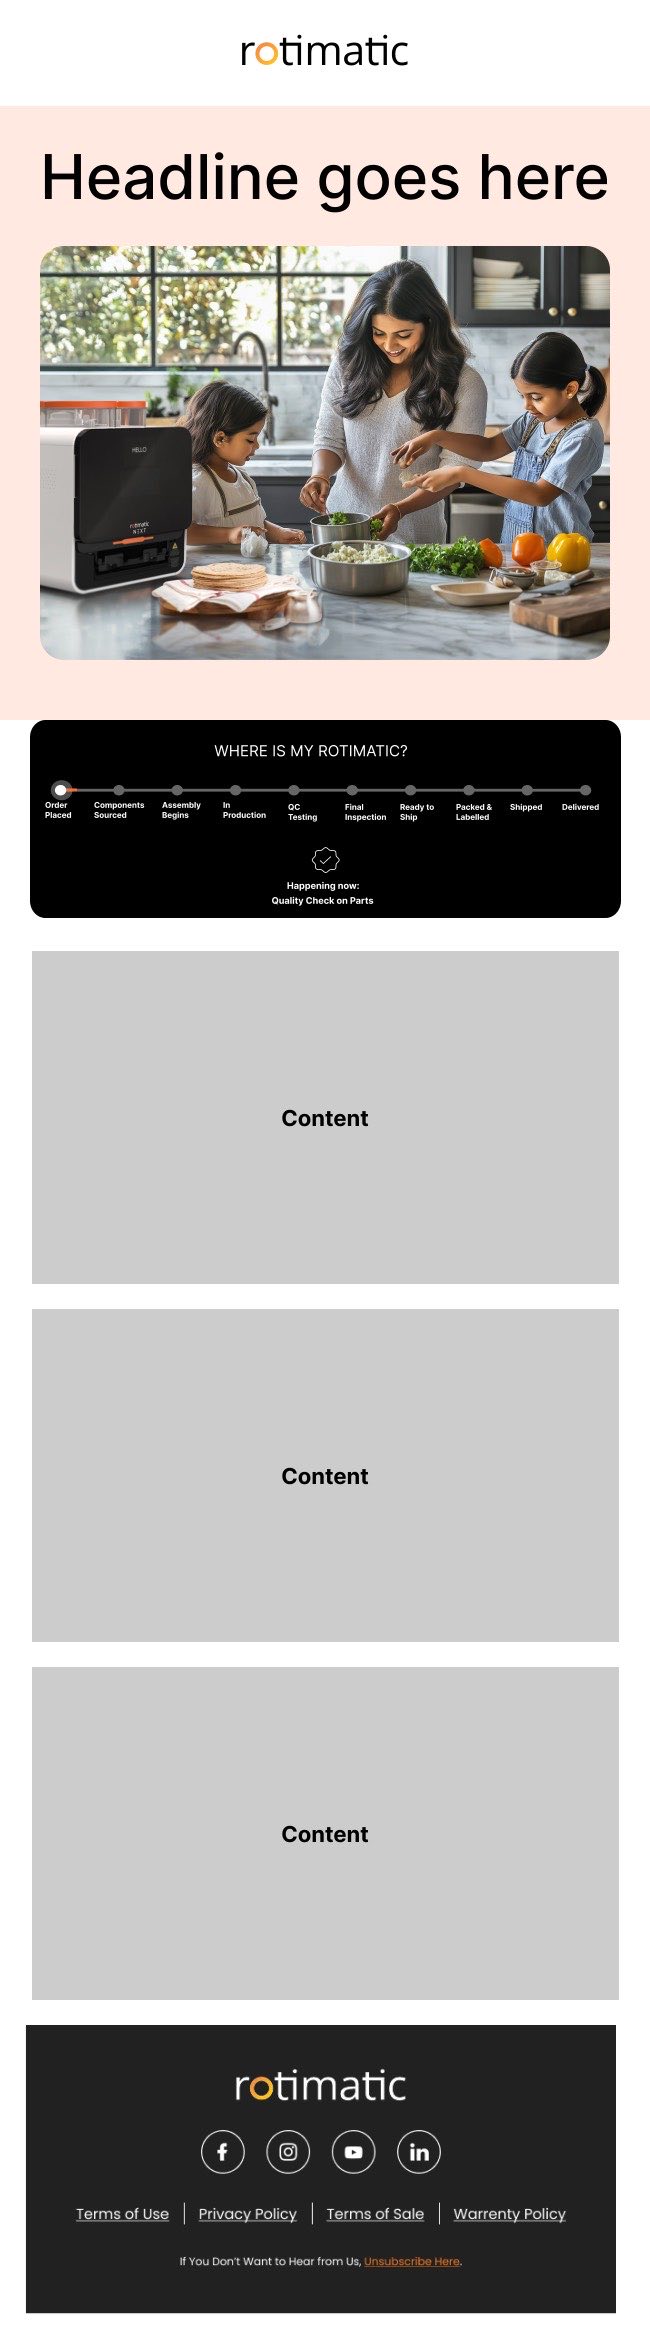 rotimatic
Headline goes here
HELLO
rotimatic
NEXT
WHERE IS MY ROTIMATIC?
Order
Placed
Components
Sourced
Assembly
Begins
In
Production
QC
Testing
Final
Inspection
Ready to
Ship
Packed &
Labelled
Shipped
Delivered
Happening now:
Quality Check on Parts
Content
Content
Content
rotimatic
Terms of Use
Privacy Policy
Terms of Sale
Warrenty Policy
If You Don't Want to Hear from Us, Unsubscribe Here.